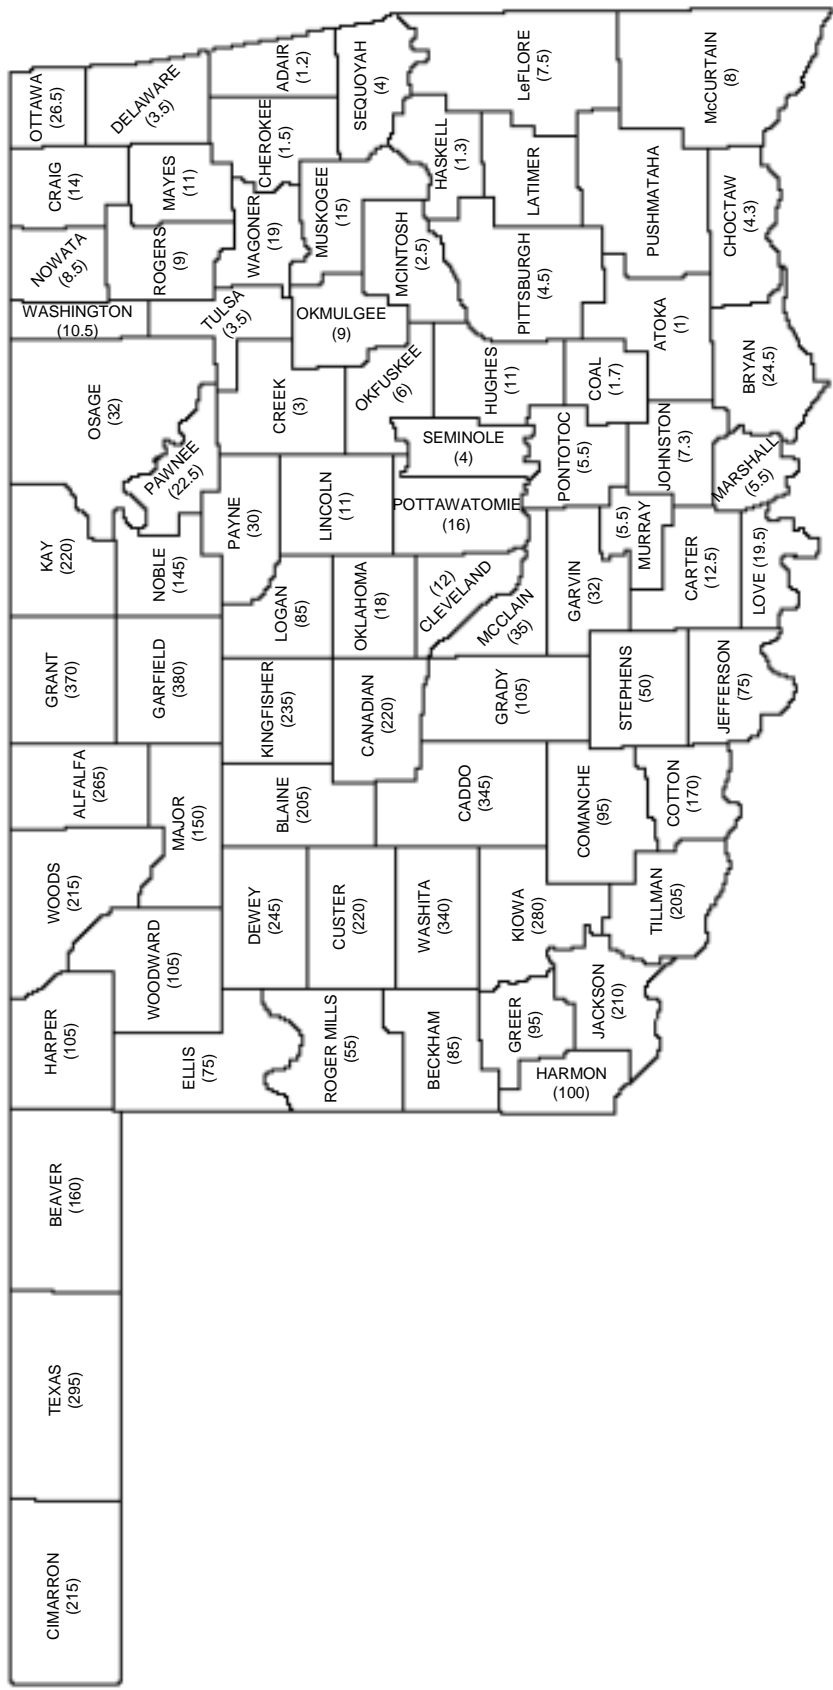 CIMARRON
(215)
TEXAS
(295)
BEAVER
(160)
HARPER
(105)
WOODS
(215)
ALFALFA
(265)
GRANT
(370)
KAY
(220)
OSAGE
(32)
WASHINGTON
(10.5)
NOWATA
(8.5)
CRAIG
(14)
OTTAWA
(26.5)
ELLIS
(75)
WOODWARD
(105)
MAJOR
(150)
GARFIELD
(380)
NOBLE
(145)
PAWNEE
(22.5)
ROGERS
(9)
MAYES
(11)
DELAWARE
(3.5)
DEWEY
(245)
BLAINE
(205)
KINGFISHER
(235)
LOGAN
(85)
PAYNE
(30)
CREEK
(3)
TULSA
(3.5)
WAGONER
(19)
CHEROKEE
(1.5)
ADAIR
(1.2)
ROGER MILLS
(55)
CUSTER
(220)
CANADIAN
(220)
OKLAHOMA
(18)
LINCOLN
(11)
OKFUSKEE
(6)
OKMULGEE
(9)
MUSKOGEE
(15)
SEQUOYAH
(4)
BECKHAM
(85)
WASHITA
(340)
CADDO
(345)
GRADY
(105)
MCCLAIN
(35)
(12)
CLEVELAND
POTTAWATOMIE
(16)
SEMINOLE
(4)
HUGHES
(11)
MCINTOSH
(2.5)
HASKELL
(1.3)
HARMON
(100)
GREER
(95)
KIOWA
(280)
COMANCHE
(95)
STEPHENS
(50)
GARVIN
(32)
PONTOTOC
(5.5)
COAL
(1.7)
PITTSBURGH
(4.5)
LATIMER
LeFLORE
(7.5)
JACKSON
(210)
TILLMAN
(205)
COTTON
(170)
JEFFERSON
(75)
CARTER
(12.5)
(5.5)
MURRAY
JOHNSTON
(7.3)
ATOKA
(1)
PUSHMATAHA
McCURTAIN
(8)
LOVE (19.5)
MARSHALL
(5.5)
BRYAN
(24.5)
CHOCTAW
(4.3)